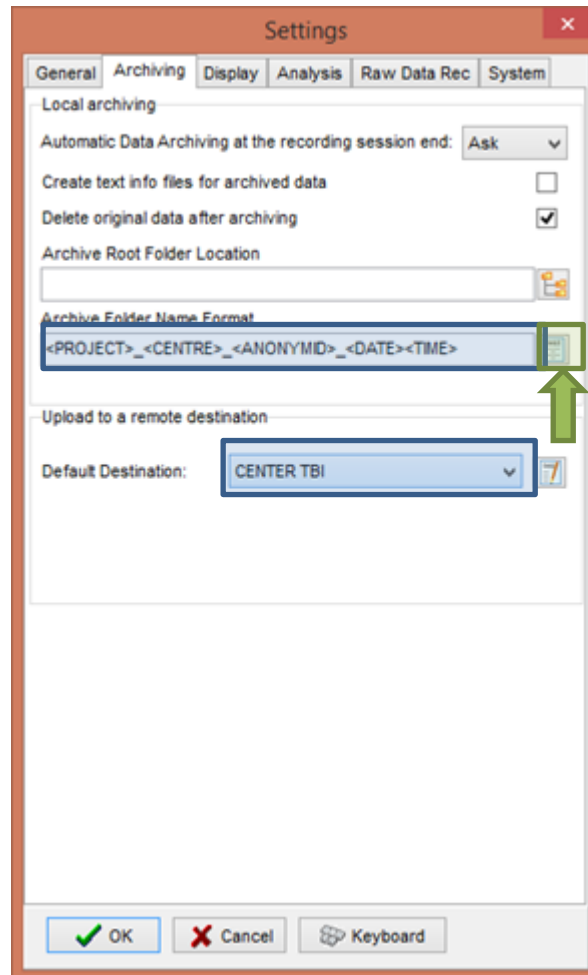 Settings
General Archiving Display Analysis Raw Data Rec System
Local archiving
Automatic Data Archiving at the recording session end: Ask
Create text info files for archived data
Delete original data after archiving
Archive Root Folder Location
Archive Folder Name Format
<PROJECT>_<CENTRE>_<ANONYMID>_<DATE><TIME>
Upload to a remote destination
Default Destination: CENTER TBI
OK Cancel Keyboard